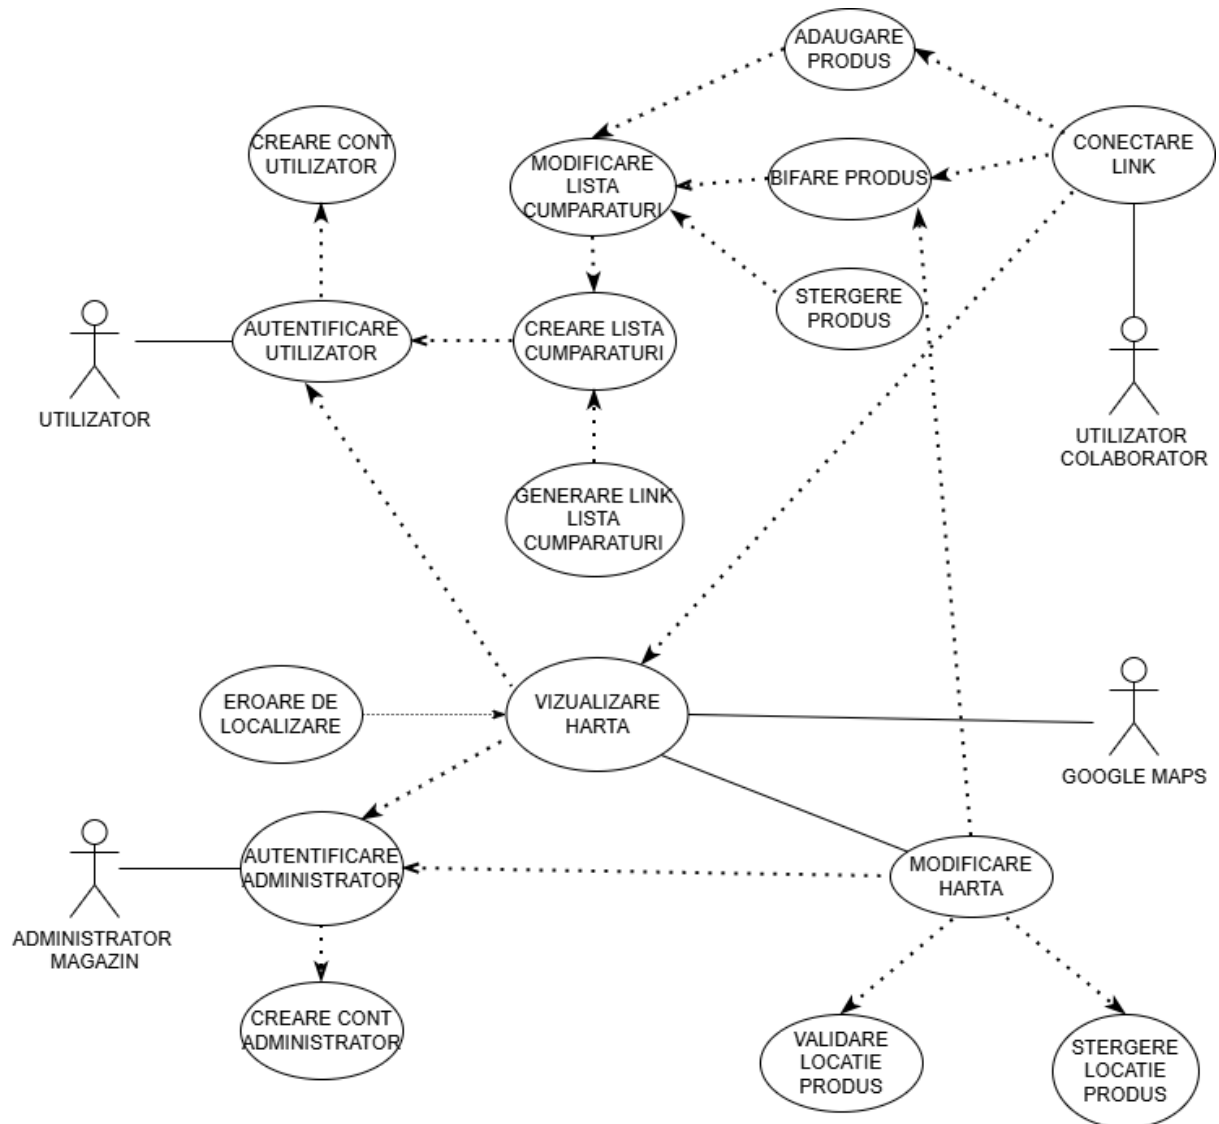 ADAUGARE
PRODUS
CREARE CONT
UTILIZATOR
MODIFICARE
LISTA
CUMPARATURI
BIFARE PRODUS
CONECTARE
LINK
STERGERE
PRODUS
AUTENTIFICARE
UTILIZATOR
CREARE LISTA
CUMPARATURI
UTILIZATOR
UTILIZATOR
COLABORATOR
GENERARE LINK
LISTA
CUMPARATURI
EROARE DE
LOCALIZARE
VIZUALIZARE
HARTA
GOOGLE MAPS
AUTENTIFICARE
ADMINISTRATOR
MODIFICARE
HARTA
ADMINISTRATOR
MAGAZIN
CREARE CONT
ADMINISTRATOR
VALIDARE
LOCATIE
PRODUS
STERGERE
LOCATIE
PRODUS